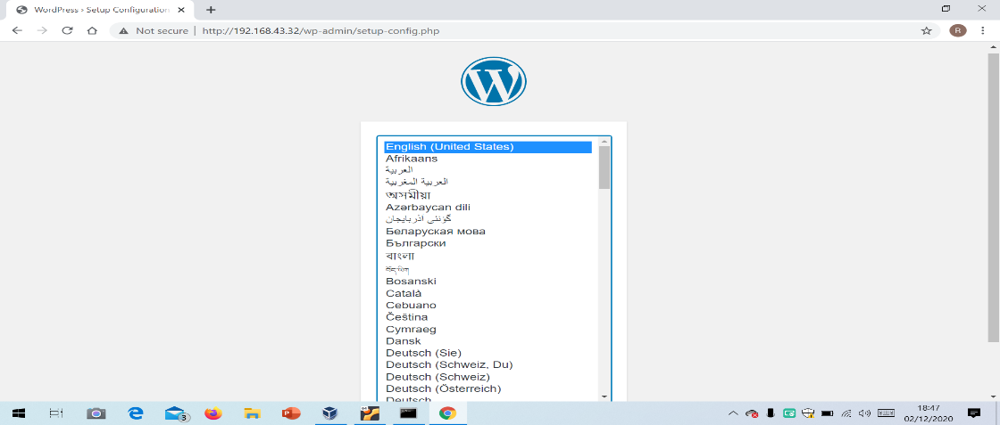 WordPress › Setup Configuration
Not secure | http://192.168.43.32/wp-admin/setup-config.php
R
W
English (United States)
Afrikaans
العربية
العربية المغربية
অসমীয়া
Azərbaycan dili
گؤنئی آذربایجان
Беларуская мова
Български
বাংলা
བོད་ཡིག
Bosanski
Català
Cebuano
Čeština
Cymraeg
Dansk
Deutsch (Sie)
Deutsch (Schweiz, Du)
Deutsch (Schweiz)
Deutsch (Österreich)
Deutsch
3
18:47
02/12/2020